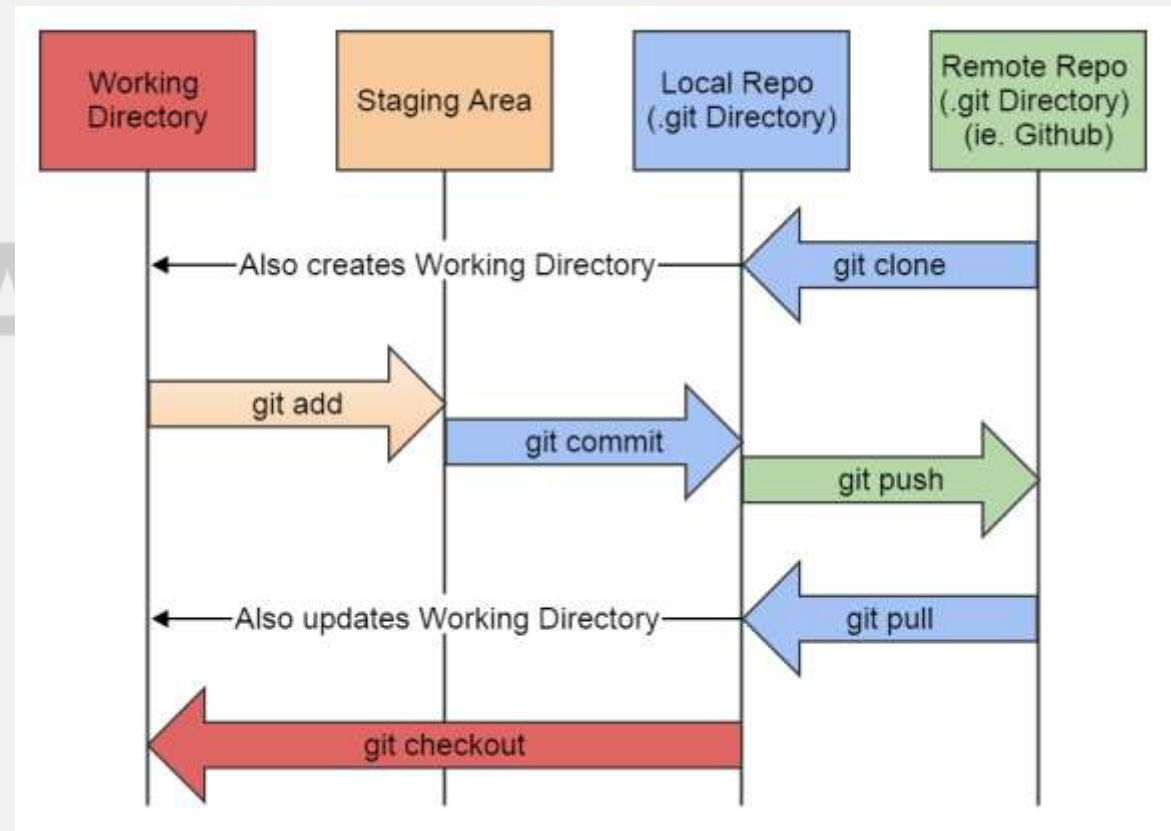 Working
Directory
Staging Area
Local Repo
(.git Directory)
Remote Repo
(.git Directory)
(ie. Github)
Also creates Working Directory
git clone
git add
git commit
git push
Also updates Working Directory
git pull
git checkout